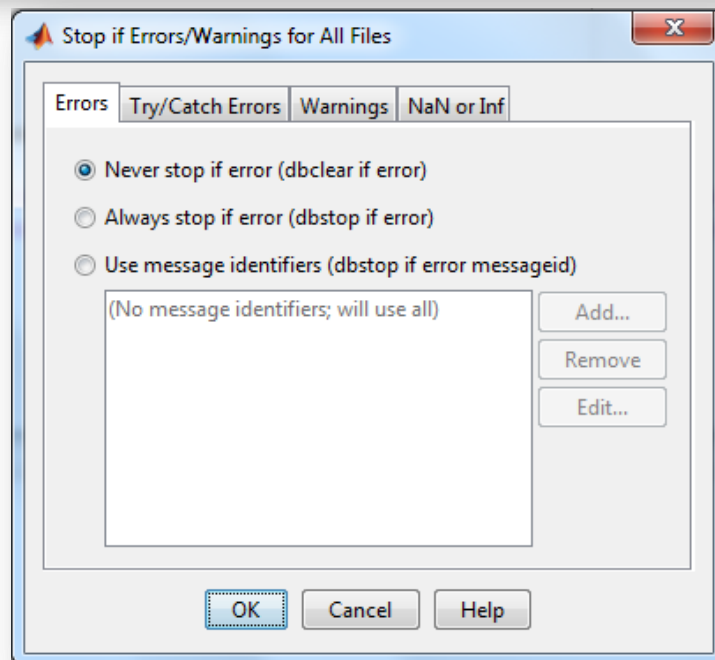 Stop if Errors/Warnings for All Files
Errors Try/Catch Errors Warnings NaN or Inf
Never stop if error (dbclear if error)
Always stop if error (dbstop if error)
Use message identifiers (dbstop if error messageid)
(No message identifiers; will use all)
Add...
Remove
Edit...
OK Cancel Help